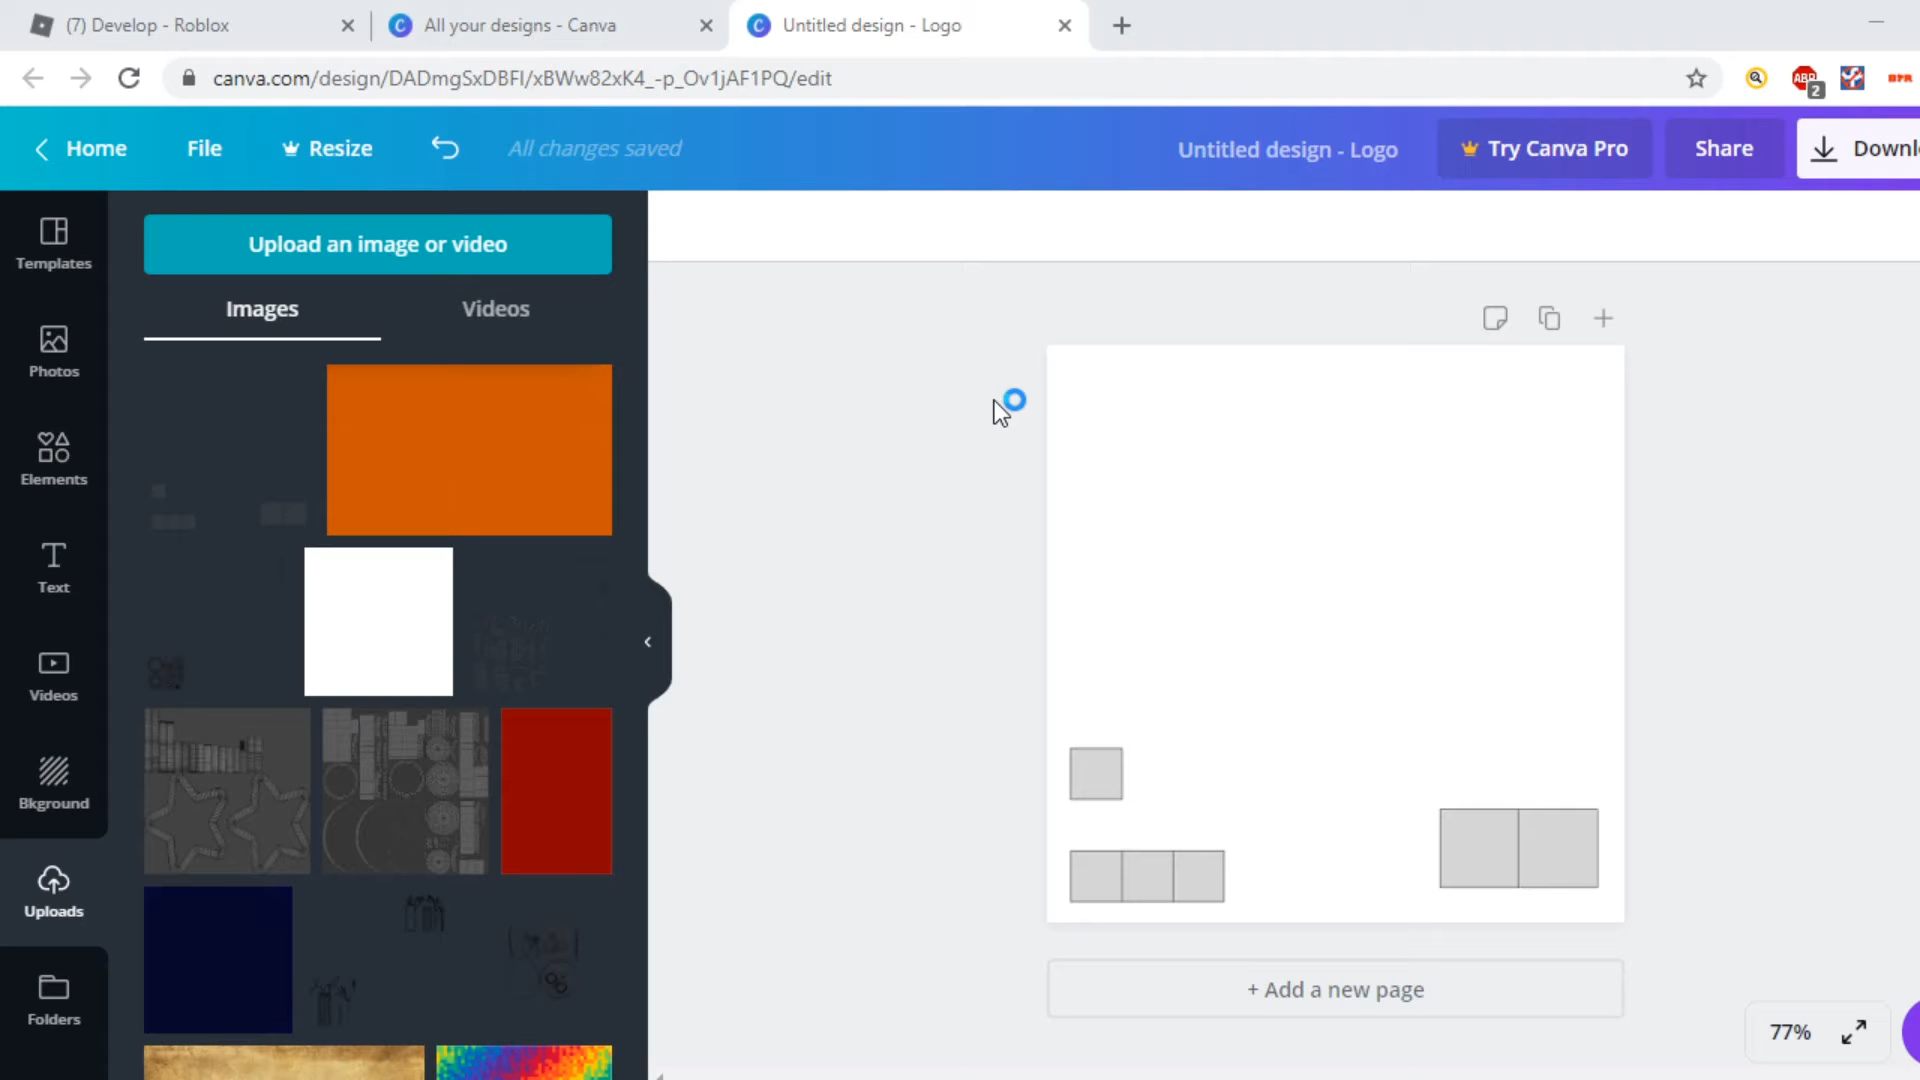 (7) Develop - Roblox
All your designs - Canva
Untitled design - Logo
canva.com/design/DADmgSxDBFI/xBWw82xK4_-p_Ov1jAF1PQ/edit
ABP
2
Home
File
Resize
All changes saved
Untitled design - Logo
Try Canva Pro
Share
Downl
Templates
Photos
Elements
Text
Videos
Bkground
Uploads
Folders
Upload an image or video
Images
Videos
+ Add a new page
77%